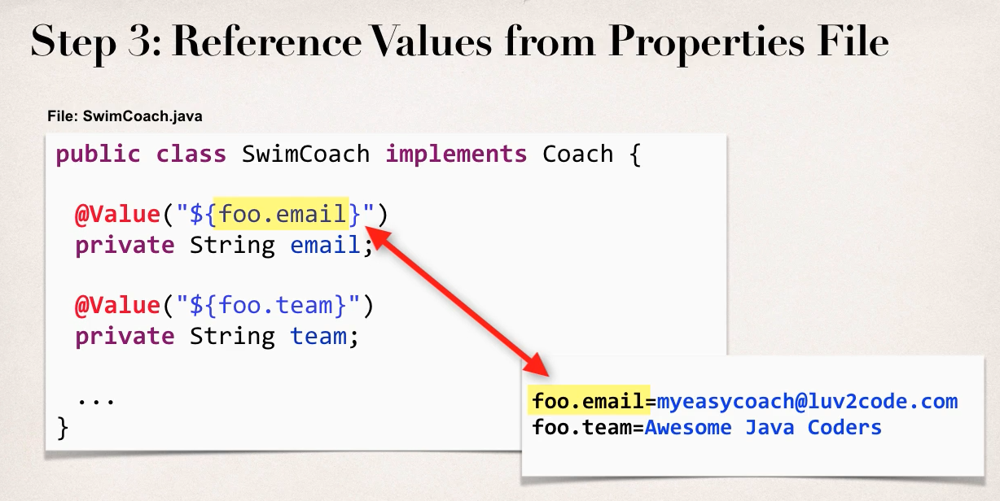 Step 3: Reference Values from Properties File
File: SwimCoach.java
public class SwimCoach implements Coach {
@Value("${foo.email}")
private String email;
@Value("${foo.team}")
private String team;
...
}
foo.email=myeasycoach@luv2code.com
foo.team=Awesome Java Coders